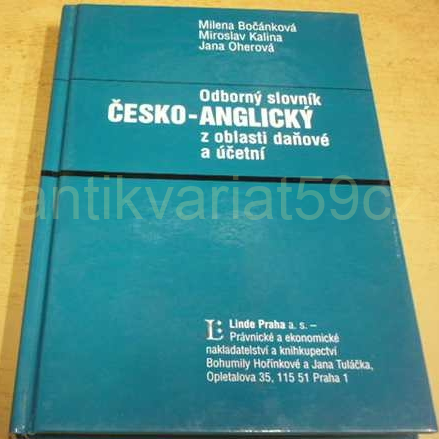 Milena Bočánková
Miroslav Kalina
Jana Oherová
Odborný slovník
ČESKO-ANGLICKÝ
z oblasti daňové
a účetní
antikvariat59cz
Linde Praha a. s. –
Právnické a ekonomické
nakladatelství a knihkupectví
Bohumily Hořínkové a Jana Tuláčka,
Opletalova 35, 115 51 Praha 1